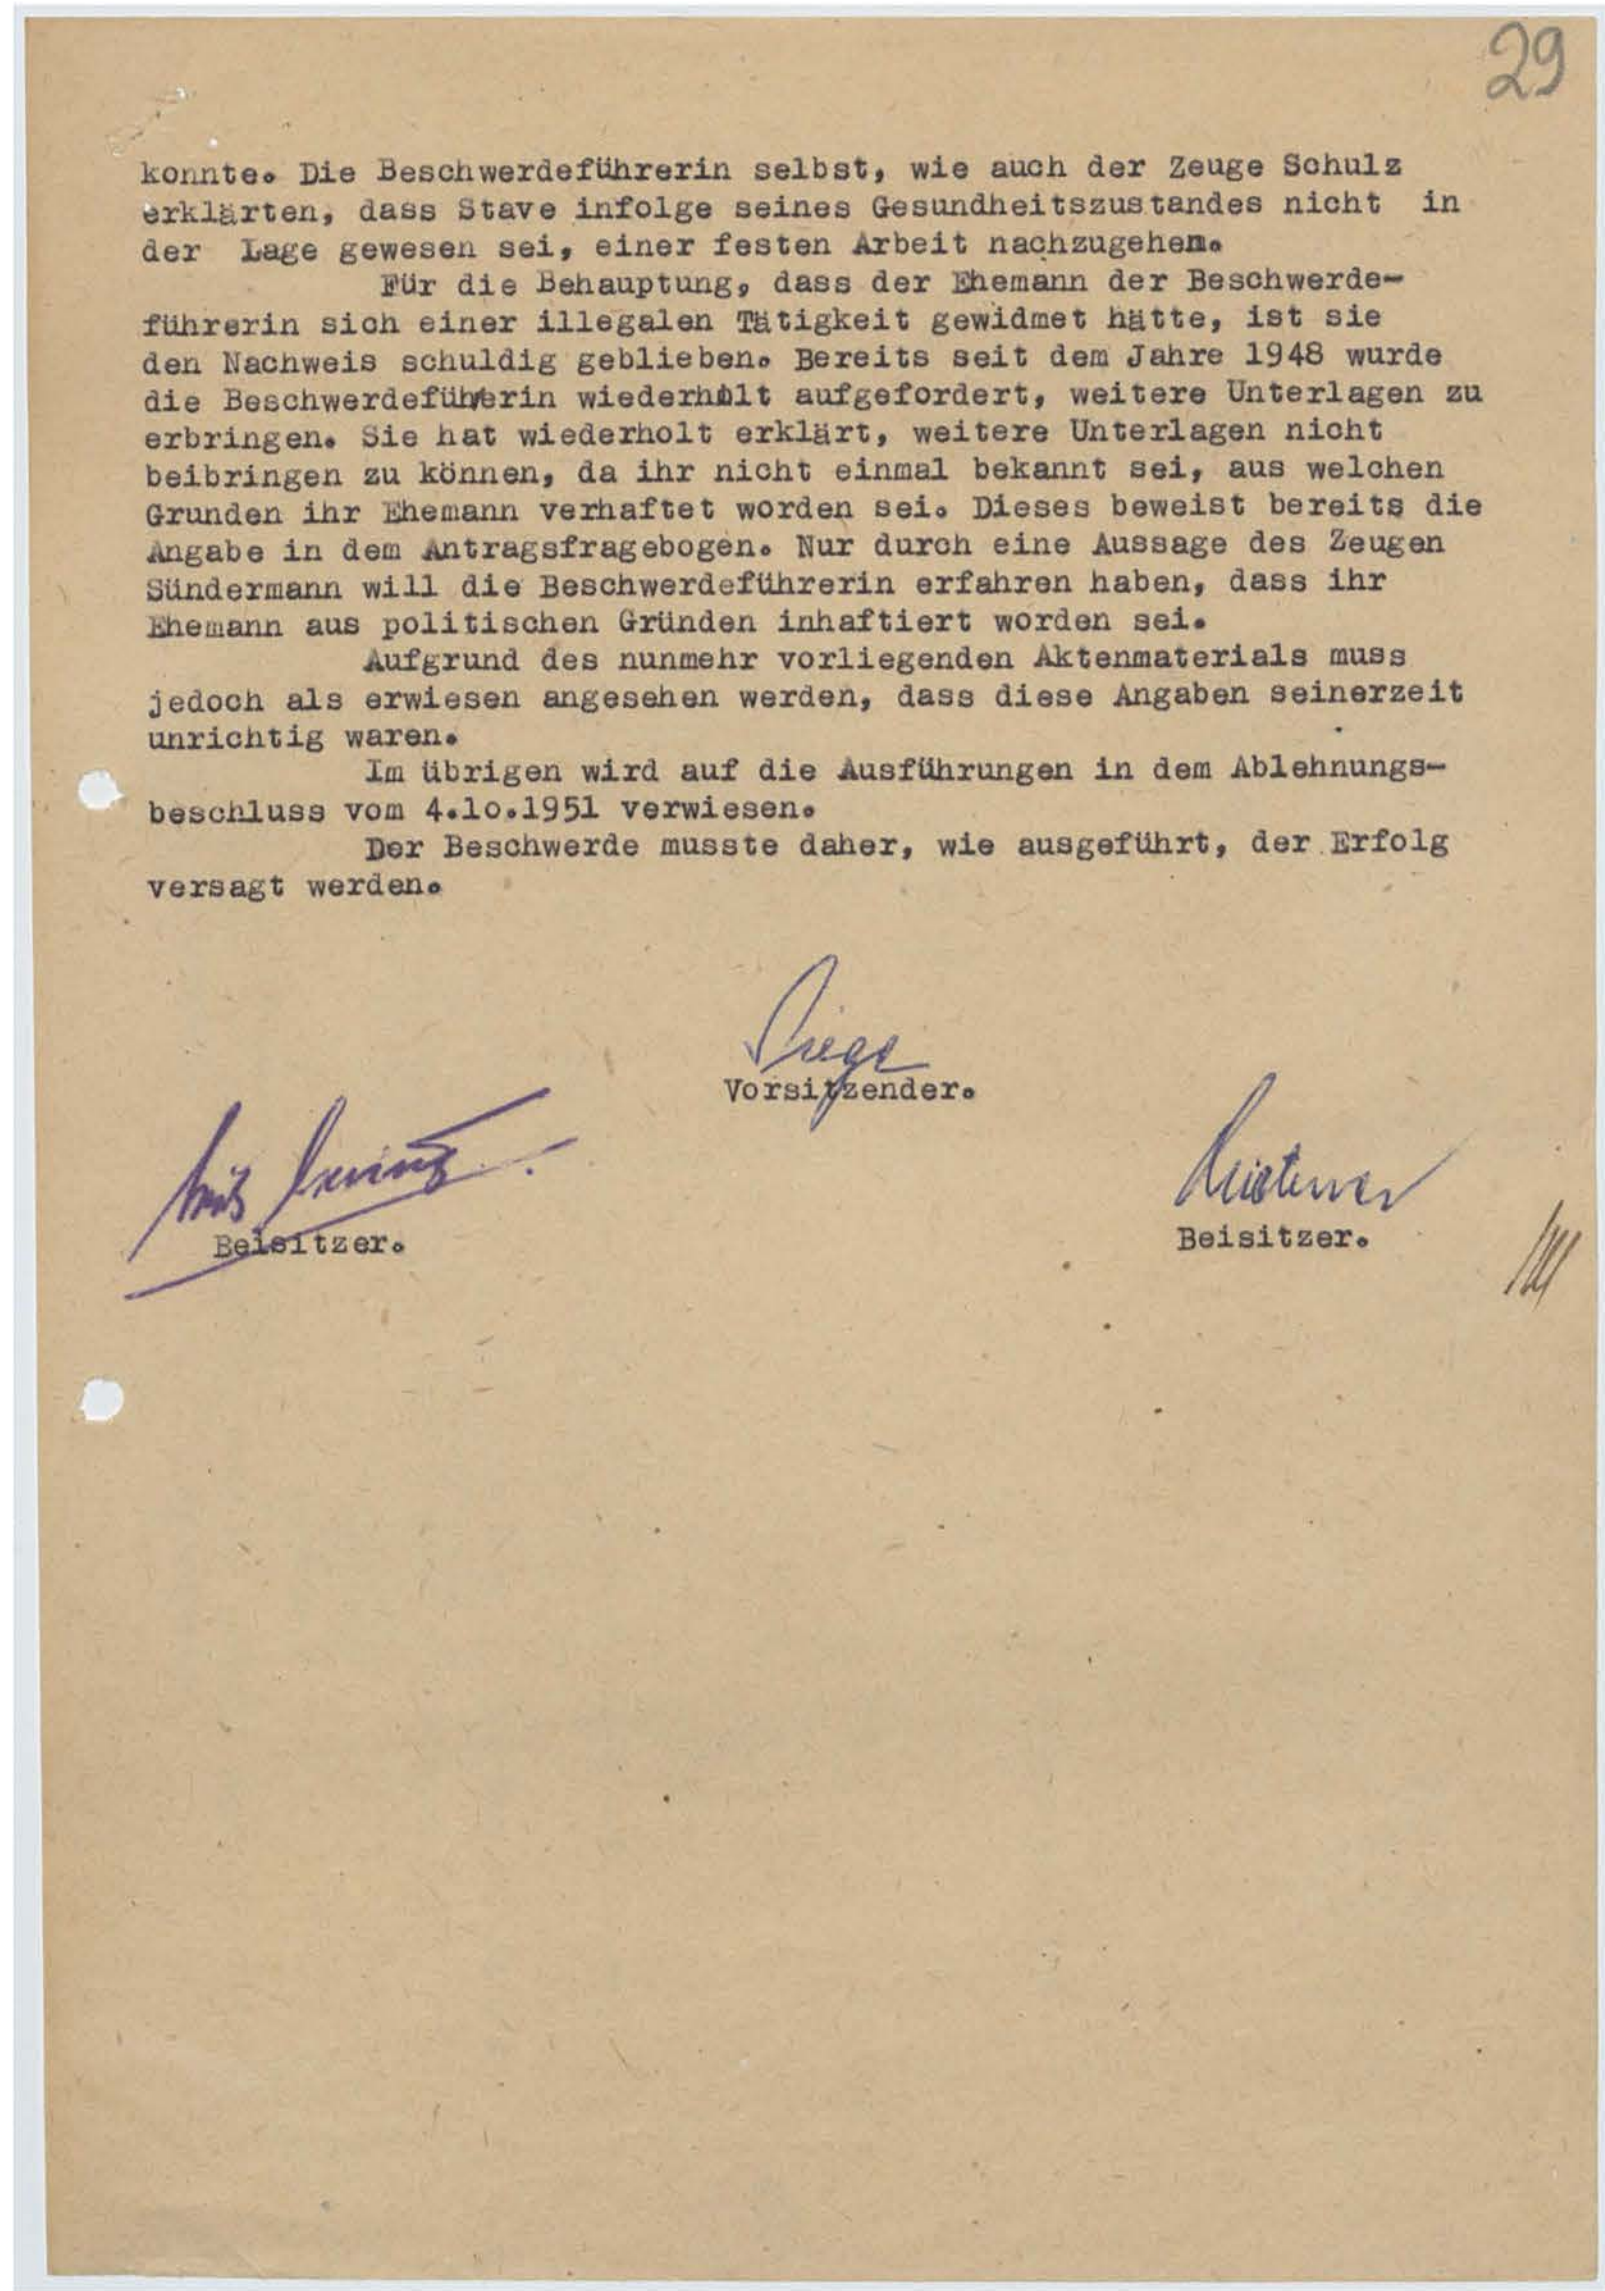 29
konnte. Die Beschwerdeführerin selbst, wie auch der Zeuge Schulz
erklärten, dass Stave infolge seines Gesundheitszustandes nicht in
der Lage gewesen sei, einer festen Arbeit nachzugehen.
Für die Behauptung, dass der Ehemann der Beschwerde-
führerin sich einer illegalen Tätigkeit gewidmet hätte, ist sie
den Nachweis schuldig geblieben. Bereits seit dem Jahre 1948 wurde
die Beschwerdeführerin wiederholt aufgefordert, weitere Unterlagen zu
erbringen. Sie hat wiederholt erklärt, weitere Unterlagen nicht
beibringen zu können, da ihr nicht einmal bekannt sei, aus welchen
Grunden ihr Ehemann verhaftet worden sei. Dieses beweist bereits die
Angabe in dem Antragsfragebogen. Nur durch eine Aussage des Zeugen
Sündermann will die Beschwerdeführerin erfahren haben, dass ihr
Ehemann aus politischen Gründen inhaftiert worden sei.
Aufgrund des nunmehr vorliegenden Aktenmaterials muss
jedoch als erwiesen angesehen werden, dass diese Angaben seinerzeit
unrichtig waren.
Im übrigen wird auf die Ausführungen in dem Ablehnungs-
beschluss vom 4.10.1951 verwiesen.
Der Beschwerde musste daher, wie ausgeführt, der Erfolg
versagt werden.
Vorsitzender.
Beisitzer.
Beisitzer.